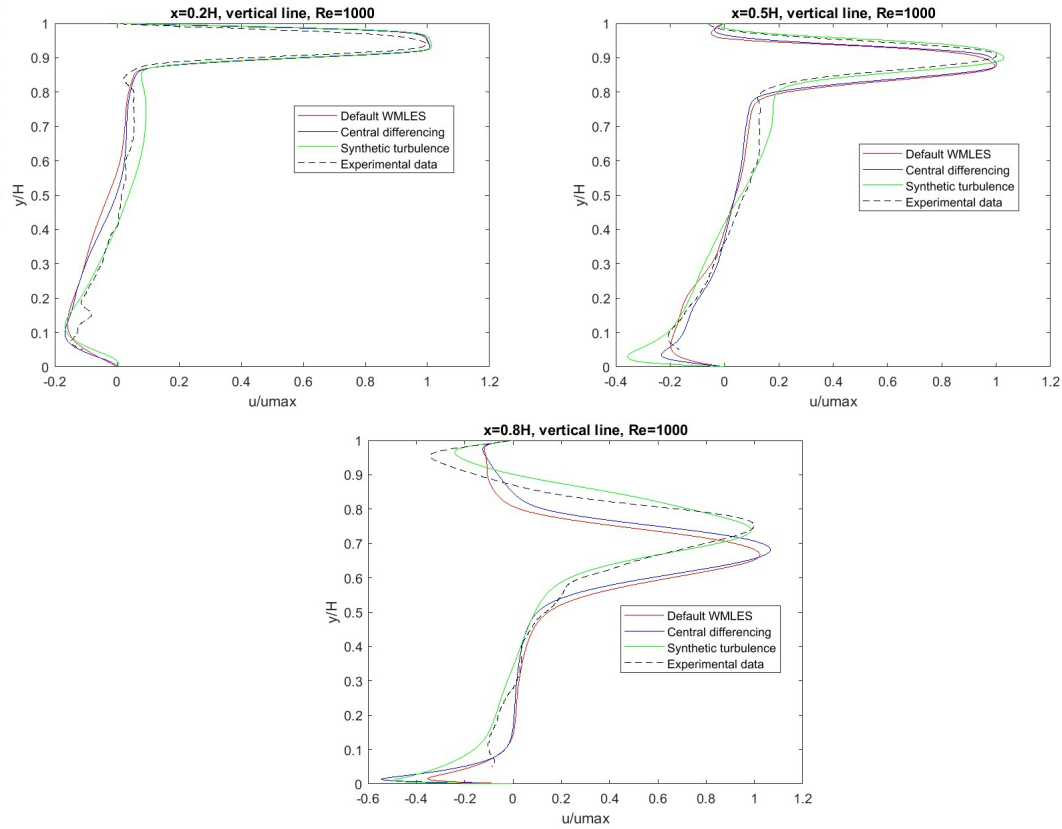 x=0.2H, vertical line, Re=1000
1
0.9
0.8
0.7
0.6
0.5
0.4
0.3
0.2
0.1
0
y/H
-0.2
0
0.2
0.4
0.6
0.8
1
1.2
u/umax
Default WMLES
Central differencing
Synthetic turbulence
Experimental data
x=0.5H, vertical line, Re=1000
1
0.9
0.8
0.7
0.6
0.5
0.4
0.3
0.2
0.1
0
y/H
-0.4
-0.2
0
0.2
0.4
0.6
0.8
1
1.2
u/umax
Default WMLES
Central differencing
Synthetic turbulence
Experimental data
x=0.8H, vertical line, Re=1000
1
0.9
0.8
0.7
0.6
0.5
0.4
0.3
0.2
0.1
0
y/H
-0.6
-0.4
-0.2
0
0.2
0.4
0.6
0.8
1
1.2
u/umax
Default WMLES
Central differencing
Synthetic turbulence
Experimental data